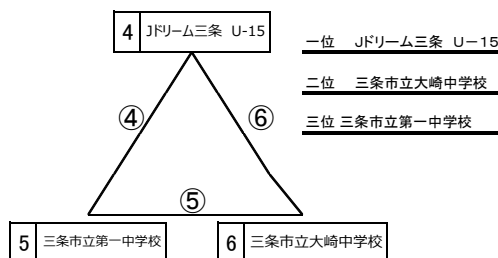 4 Jドリーム三条 U-15
一位 Jドリーム三条 U－15
二位 三条市立大崎中学校
三位 三条市立第一中学校
④
⑥
⑤
5 三条市立第一中学校
6 三条市立大崎中学校